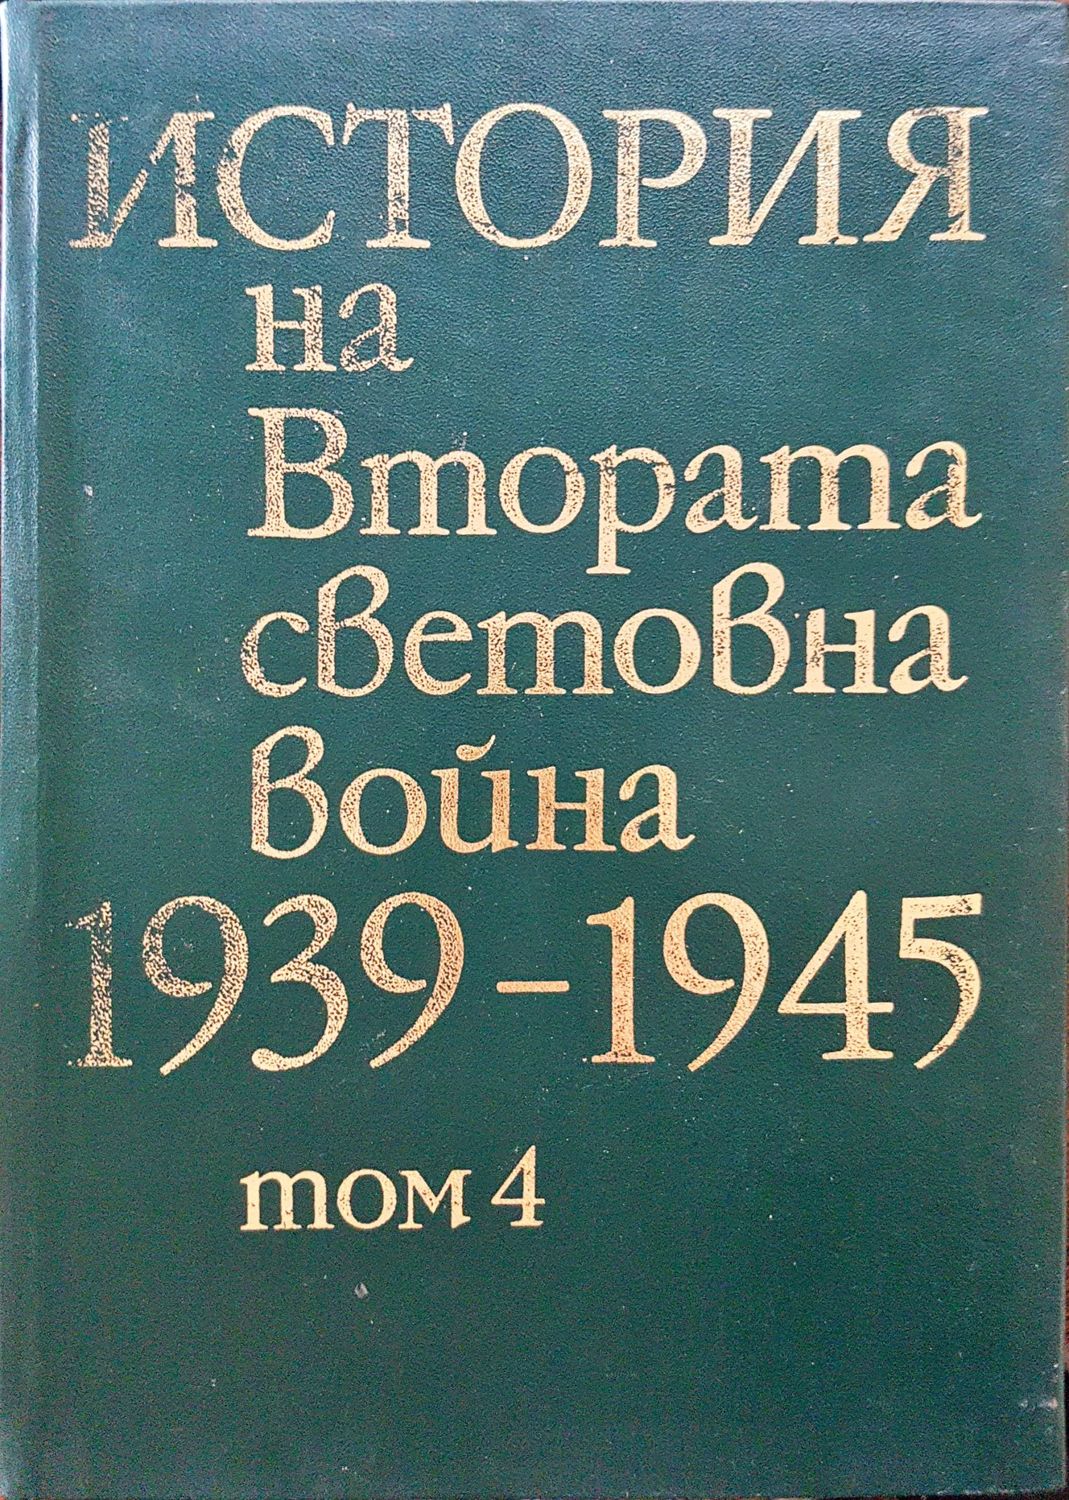 ИСТОРИЯ
на
Втората
световна
война
1939–1945
том 4